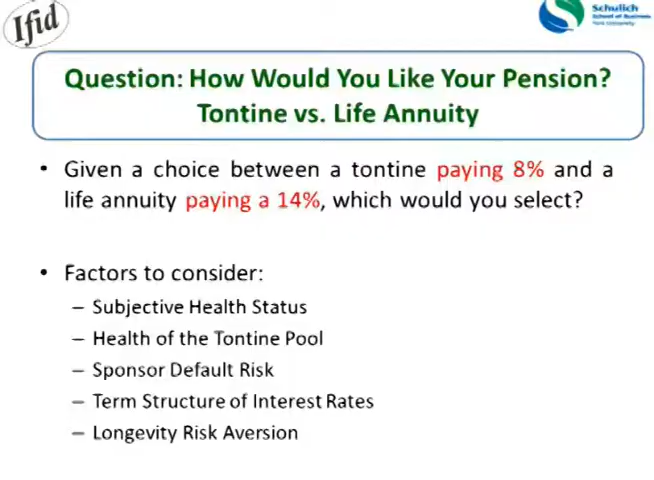 Ifid
Schulich
School of Business
York University
Question: How Would You Like Your Pension?
Tontine vs. Life Annuity
• Given a choice between a tontine paying 8% and a
life annuity paying a 14%, which would you select?
• Factors to consider:
– Subjective Health Status
– Health of the Tontine Pool
– Sponsor Default Risk
– Term Structure of Interest Rates
– Longevity Risk Aversion